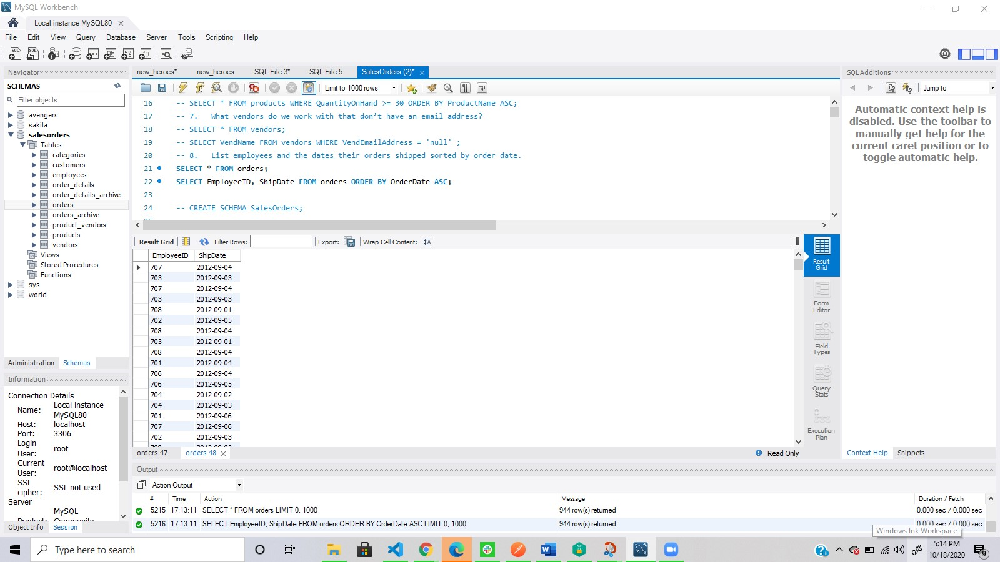 MySQL Workbench
Local instance MySQL80
File Edit View Query Database Server Tools Scripting Help
Navigator
SCHEMAS
Filter objects
avengers
sakila
salesorders
Tables
categories
customers
employees
order_details
order_details_archive
orders
orders_archive
product_vendors
products
vendors
Views
Stored Procedures
Functions
sys
world
Administration Schemas
Information
Connection Details
Name: Local instance MySQL80
Host: localhost
Port: 3306
Login User: root
Current User: root@localhost
SSL cipher: SSL not used
Server
Product: MySQL Community
Object Info Session
new_heroes* new_heroes SQL File 3* SQL File 5 SalesOrders (2)*
Limit to 1000 rows
16 -- SELECT * FROM products WHERE QuantityOnHand >= 30 ORDER BY ProductName ASC;
17 -- 7. What vendors do we work with that don’t have an email address?
18 -- SELECT * FROM vendors;
19 -- SELECT VendName FROM vendors WHERE VendEmailAddress = 'null' ;
20 -- 8. List employees and the dates their orders shipped sorted by order date.
21 SELECT * FROM orders;
22 SELECT EmployeeID, ShipDate FROM orders ORDER BY OrderDate ASC;
23
24 -- CREATE SCHEMA SalesOrders;
Result Grid Filter Rows: Export: Wrap Cell Content:
EmployeeID ShipDate
707 2012-09-04
703 2012-09-03
707 2012-09-04
703 2012-09-03
708 2012-09-01
702 2012-09-05
708 2012-09-04
703 2012-09-01
708 2012-09-04
701 2012-09-04
706 2012-09-04
706 2012-09-05
704 2012-09-02
704 2012-09-03
701 2012-09-06
707 2012-09-06
702 2012-09-03
Result Grid
Form Editor
Field Types
Query Stats
Execution Plan
orders 47 orders 48
Read Only
SQLAdditions
Jump to
Automatic context help is
disabled. Use the toolbar to
manually get help for the
current caret position or to
toggle automatic help.
Context Help Snippets
Output
Action Output
# Time Action Message Duration / Fetch
5215 17:13:11 SELECT * FROM orders LIMIT 0, 1000 944 row(s) returned 0.000 sec / 0.000 sec
5216 17:13:11 SELECT EmployeeID, ShipDate FROM orders ORDER BY OrderDate ASC LIMIT 0, 1000 944 row(s) returned 0.000 sec / 0.000 sec
Windows Ink Workspace
Type here to search
5:14 PM
10/18/2020
9